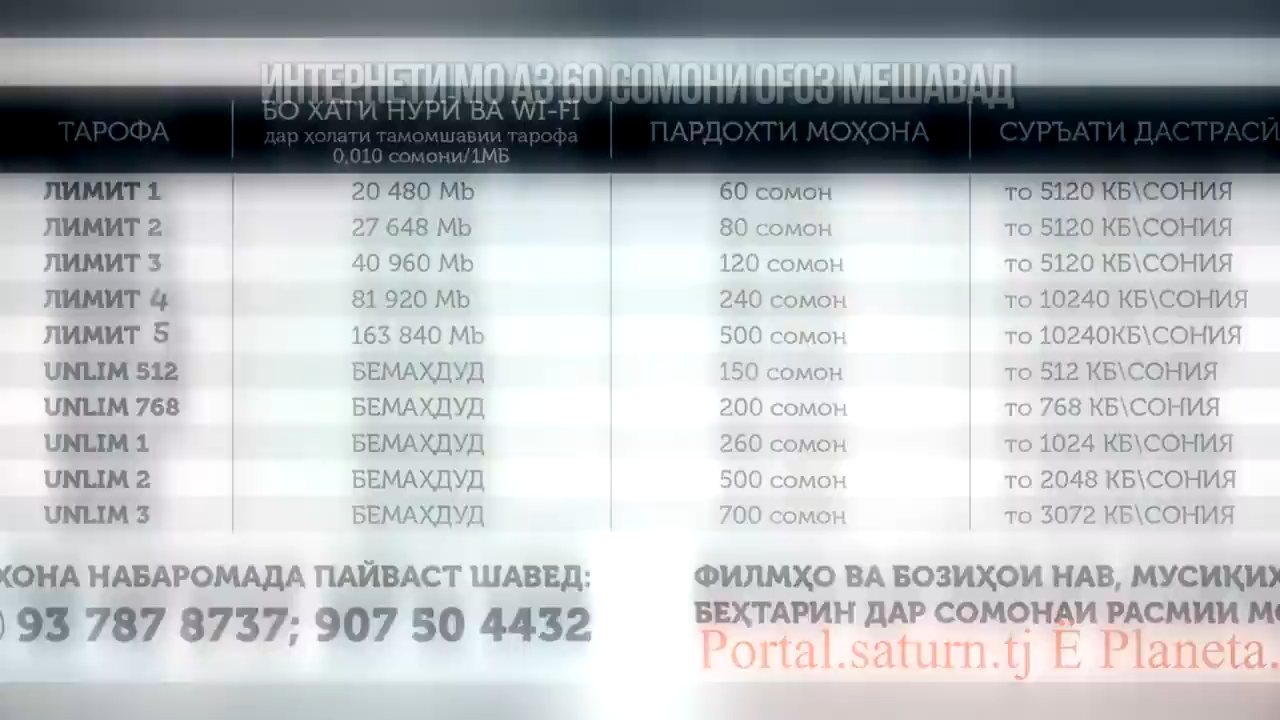 ИНТЕРНЕТИ МО АЗ 60 СОМОНИ ОҒОЗ МЕШАВАД
ТАРОФА БО ХАТИ НУРӢ ВА WI-FI ПАРДОХТИ МОҲОНА СУРЪАТИ ДАСТРАСӢ
дар ҳолати тамомшавии тарофа
0,010 сомони/1МБ
ЛИМИТ 1 20 480 Mb 60 сомон то 5120 КБ\СОНИЯ
ЛИМИТ 2 27 648 Mb 80 сомон то 5120 КБ\СОНИЯ
ЛИМИТ 3 40 960 Mb 120 сомон то 5120 КБ\СОНИЯ
ЛИМИТ 4 81 920 Mb 240 сомон то 10240 КБ\СОНИЯ
ЛИМИТ 5 163 840 Mb 500 сомон то 10240КБ\СОНИЯ
UNLIM 512 БЕМАҲДУД 150 сомон то 512 КБ\СОНИЯ
UNLIM 768 БЕМАҲДУД 200 сомон то 768 КБ\СОНИЯ
UNLIM 1 БЕМАҲДУД 260 сомон то 1024 КБ\СОНИЯ
UNLIM 2 БЕМАҲДУД 500 сомон то 2048 КБ\СОНИЯ
UNLIM 3 БЕМАҲДУД 700 сомон то 3072 КБ\СОНИЯ
ХОНА НАБАРОМАДА ПАЙВАСТ ШАВЕД:
) 93 787 8737; 907 50 4432
ФИЛМҲО ВА БОЗИҲОИ НАВ, МУСИҚИҲ
БЕҲТАРИН ДАР СОМОНАИ РАСМИИ МО
Portal.saturn.tj Ё Planeta.